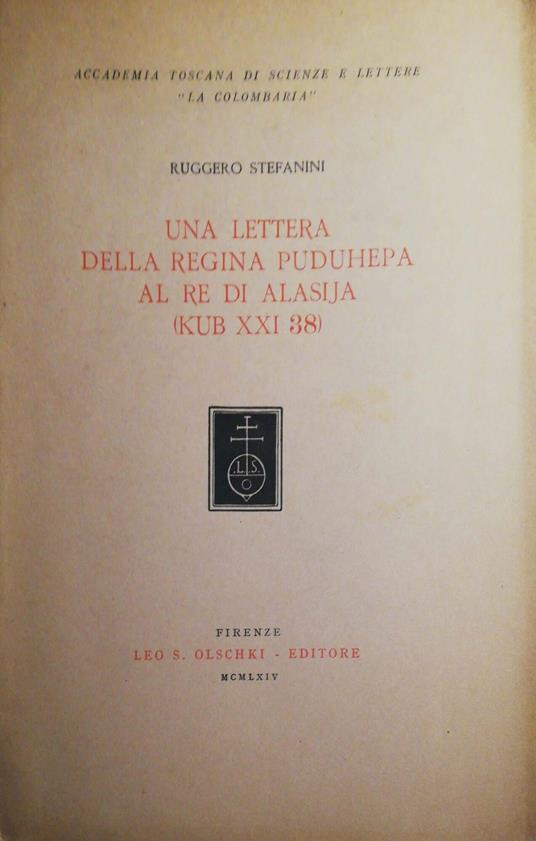 ACCADEMIA TOSCANA DI SCIENZE E LETTERE
"LA COLOMBARIA"
RUGGERO STEFANINI
UNA LETTERA
DELLA REGINA PUDUHEPA
AL RE DI ALASIJA
(KUB XXI 38)
.L.S.
FIRENZE
LEO S. OLSCHKI - EDITORE
MCMLXIV